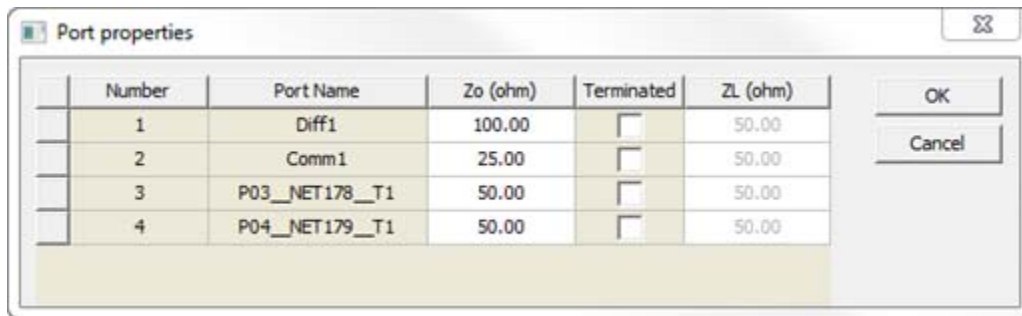 Port properties
Number Port Name Zo (ohm) Terminated ZL (ohm)
1 Diff1 100.00 50.00
2 Comm1 25.00 50.00
3 P03__NET178__T1 50.00 50.00
4 P04__NET179__T1 50.00 50.00
OK
Cancel